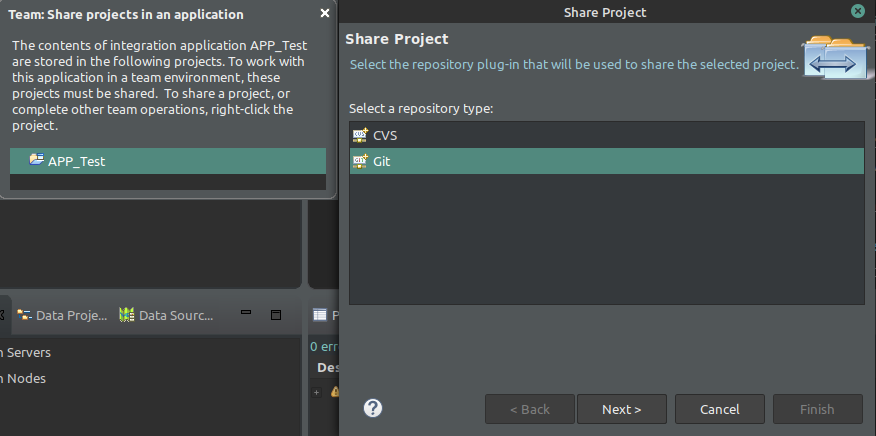 Team: Share projects in an application
The contents of integration application APP_Test
are stored in the following projects. To work with
this application in a team environment, these
projects must be shared. To share a project, or
complete other team operations, right-click the
project.
APP_Test
Share Project
Share Project
Select the repository plug-in that will be used to share the selected project.
Select a repository type:
CVS
Git
Data Proje...
Data Sourc...
Servers
Nodes
0 err
Des
?
< Back
Next >
Cancel
Finish